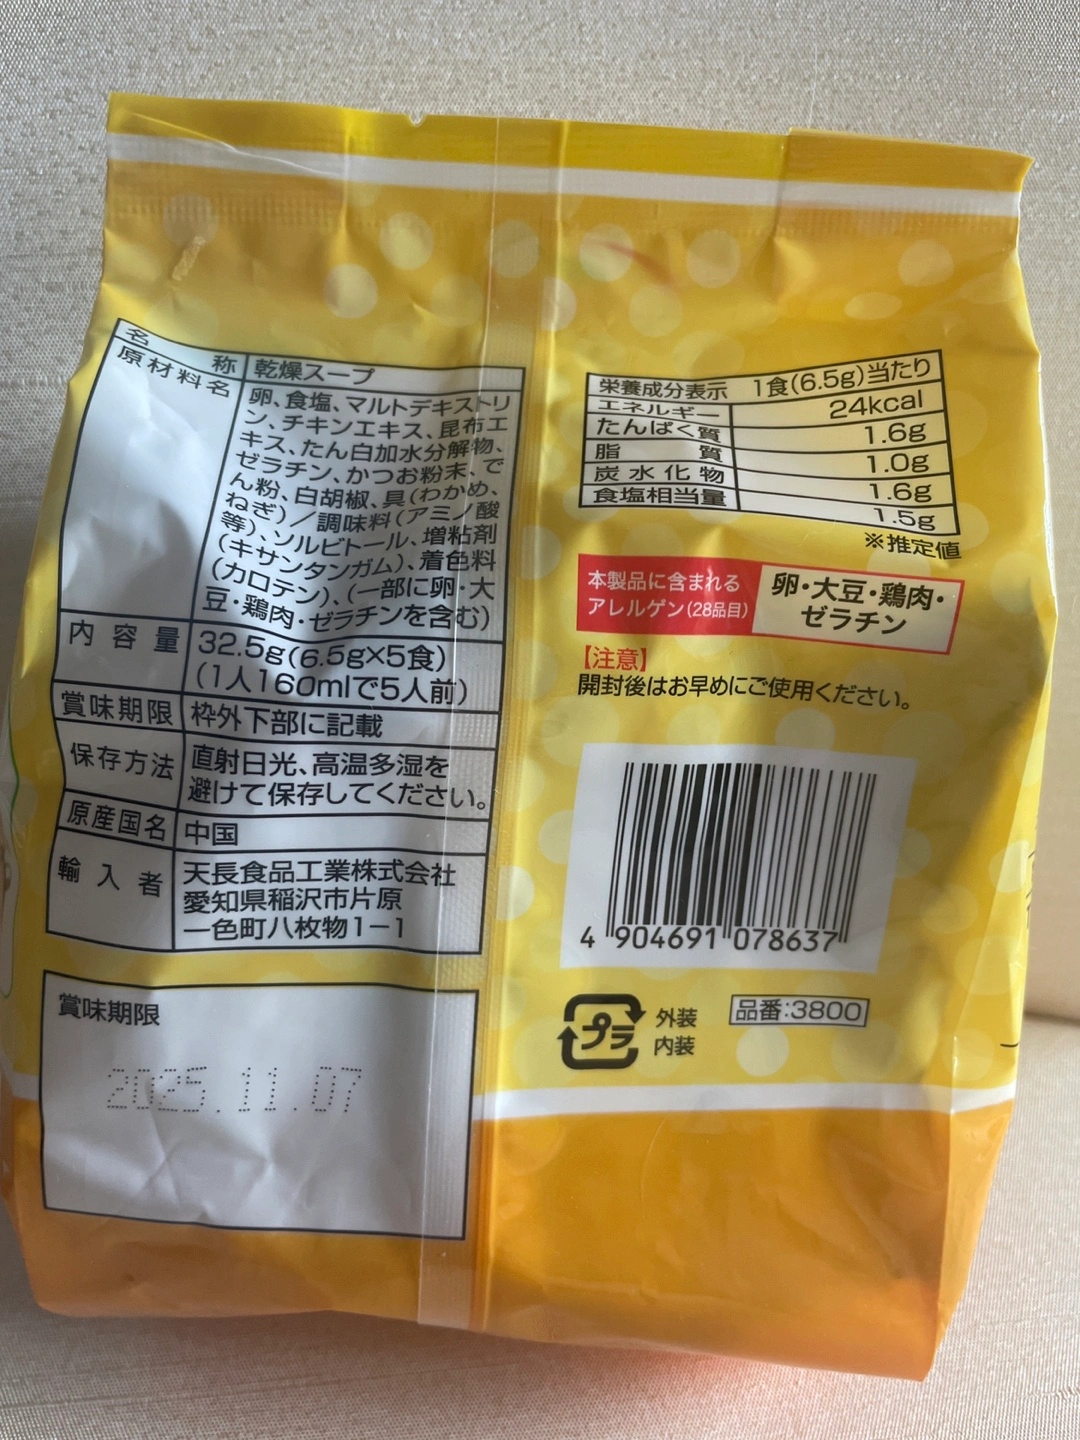 名称 乾燥スープ
原材料名 卵、食塩、マルトデキストリ
ン、チキンエキス、昆布エ
キス、たん白加水分解物、
ゼラチン、かつお粉末、で
ん粉、白胡椒、具(わかめ、
ねぎ)/調味料(アミノ酸
等)、ソルビトール、増粘剤
(キサンタンガム)、着色料
(カロテン)、(一部に卵・大
豆・鶏肉・ゼラチンを含む)
内容量 32.5g(6.5g×5食)
(1人160mlで5人前)
賞味期限 枠外下部に記載
保存方法 直射日光、高温多湿を
避けて保存してください。
原産国名 中国
輸入者 天長食品工業株式会社
愛知県稲沢市片原
一色町八枚物1-1
賞味期限
2025.11.07
栄養成分表示 1食(6.5g)当たり
エネルギー 24kcal
たんぱく質 1.6g
脂質 1.0g
炭水化物 1.6g
食塩相当量 1.5g
※推定値
本製品に含まれる
アレルゲン(28品目)
卵・大豆・鶏肉・
ゼラチン
【注意】
開封後はお早めにご使用ください。
4 904691 078637
プラ
外装
内装
品番:3800